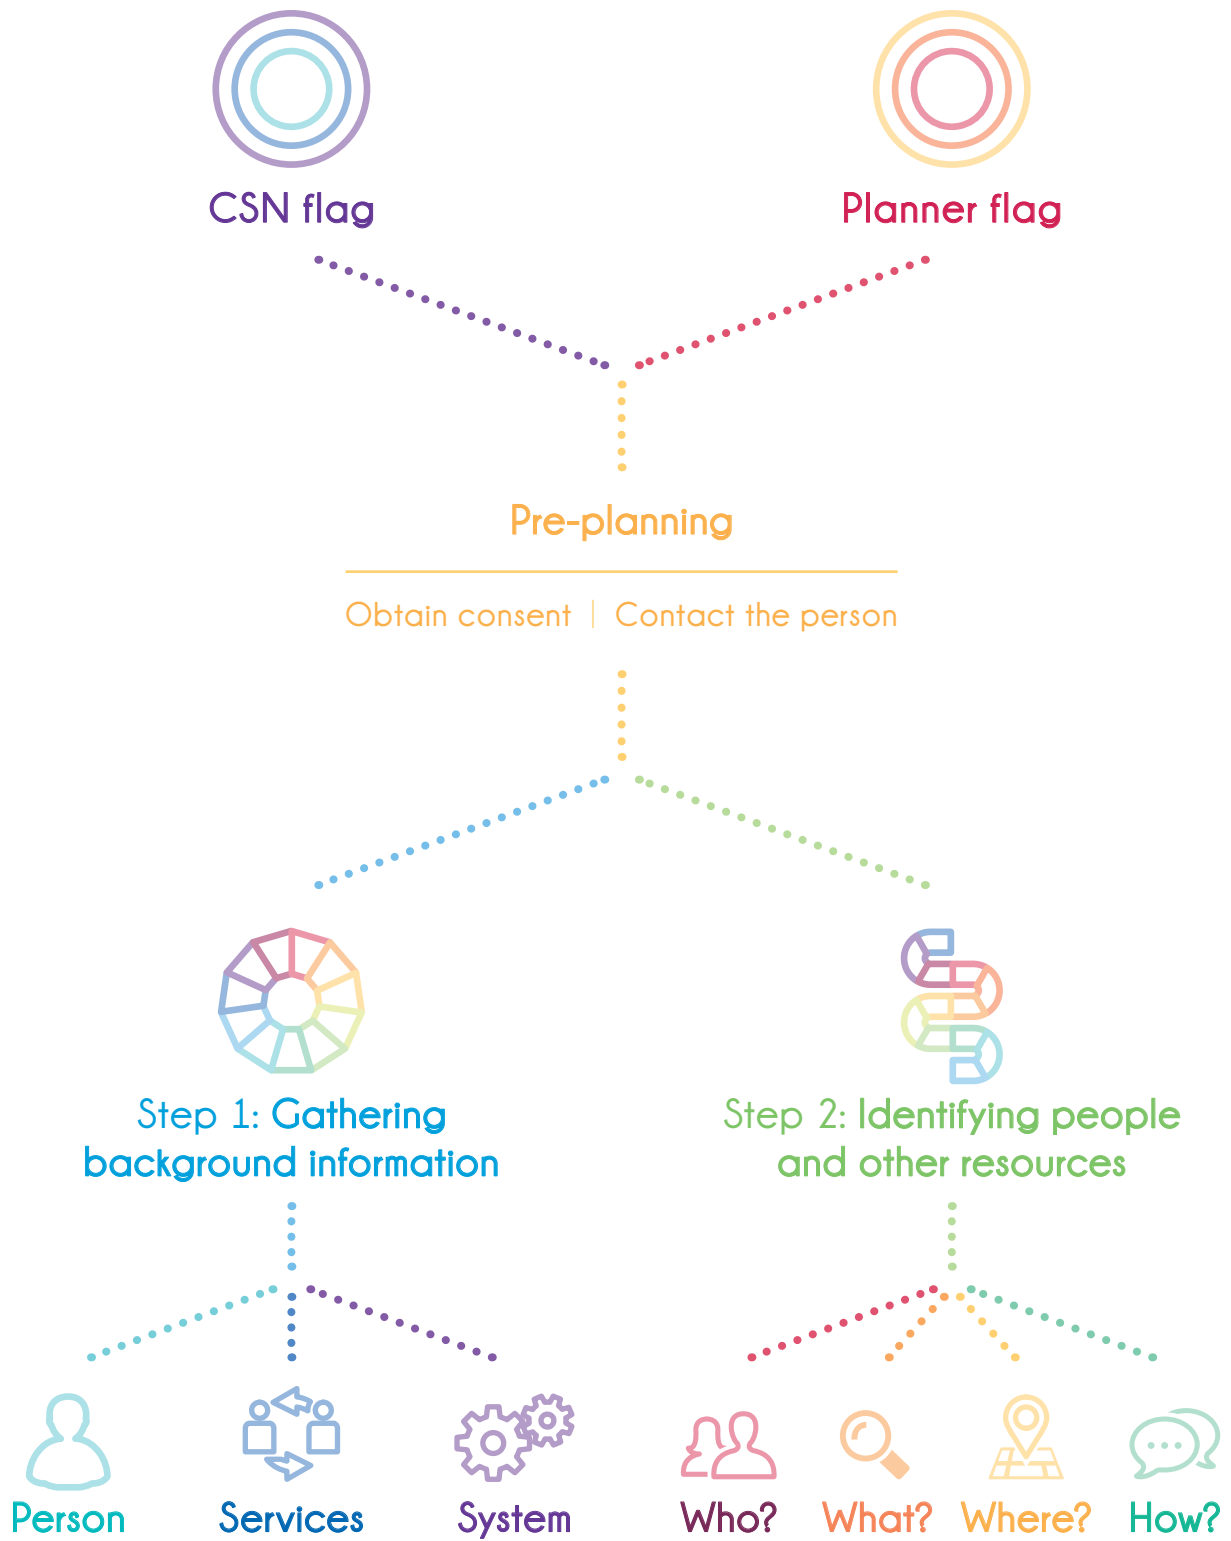 CSN flag
Planner flag
Pre-planning
Obtain consent | Contact the person
Step 1: Gathering
background information
Step 2: Identifying people
and other resources
Person
Services
System
Who?
What?
Where?
How?